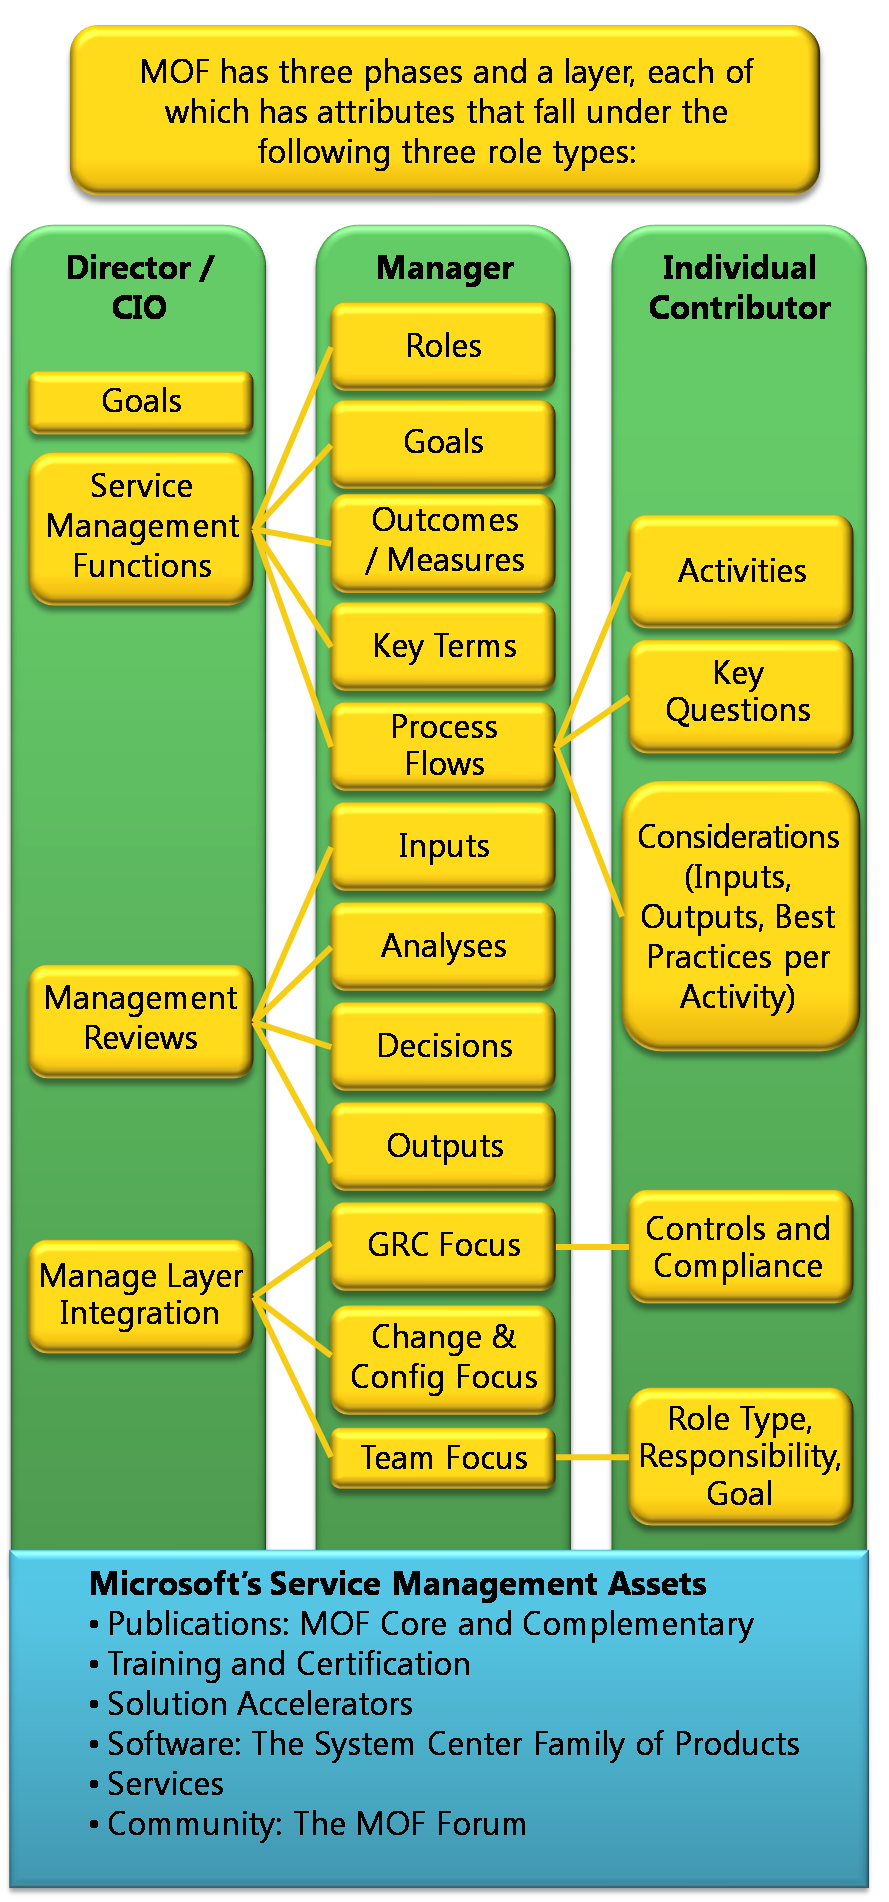 MOF has three phases and a layer, each of
which has attributes that fall under the
following three role types:
Director /
CIO
Goals
Service
Management
Functions
Management
Reviews
Manage Layer
Integration
Manager
Roles
Goals
Outcomes
/ Measures
Key Terms
Process
Flows
Inputs
Analyses
Decisions
Outputs
GRC Focus
Change &
Config Focus
Team Focus
Individual
Contributor
Activities
Key
Questions
Considerations
(Inputs,
Outputs, Best
Practices per
Activity)
Controls and
Compliance
Role Type,
Responsibility,
Goal
Microsoft's Service Management Assets
• Publications: MOF Core and Complementary
• Training and Certification
• Solution Accelerators
• Software: The System Center Family of Products
• Services
• Community: The MOF Forum